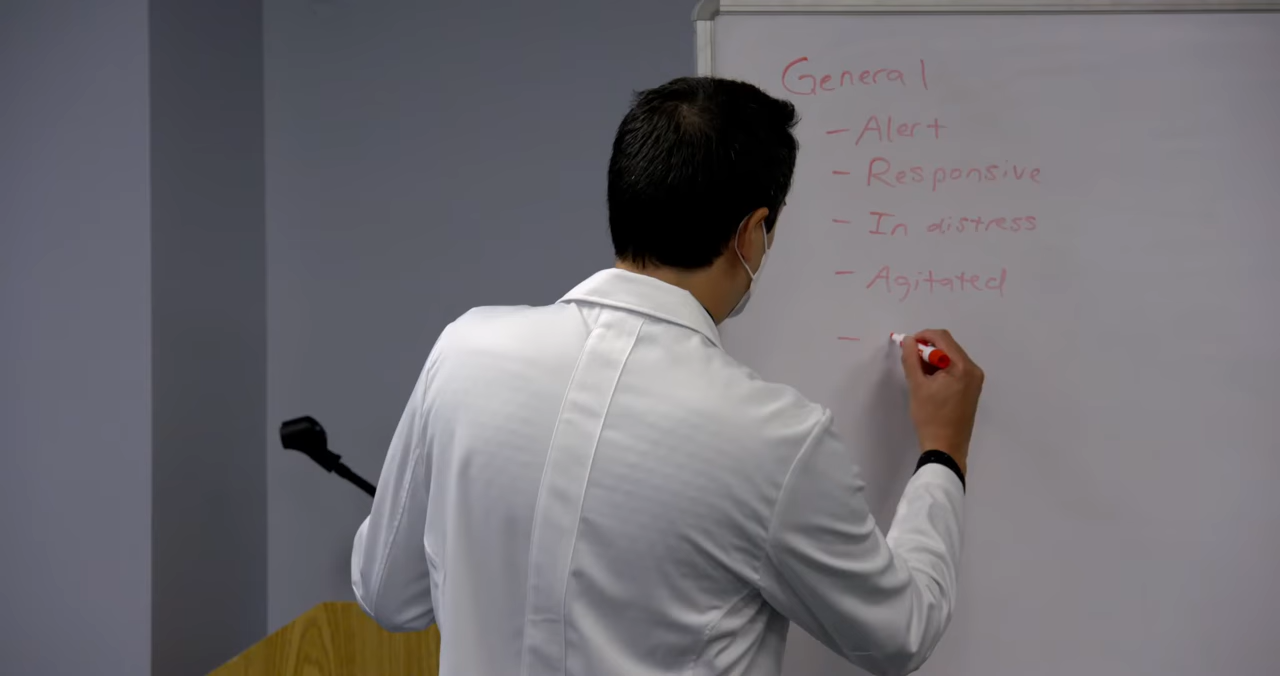 General
- Alert
- Responsive
- In distress
- Agitated
-